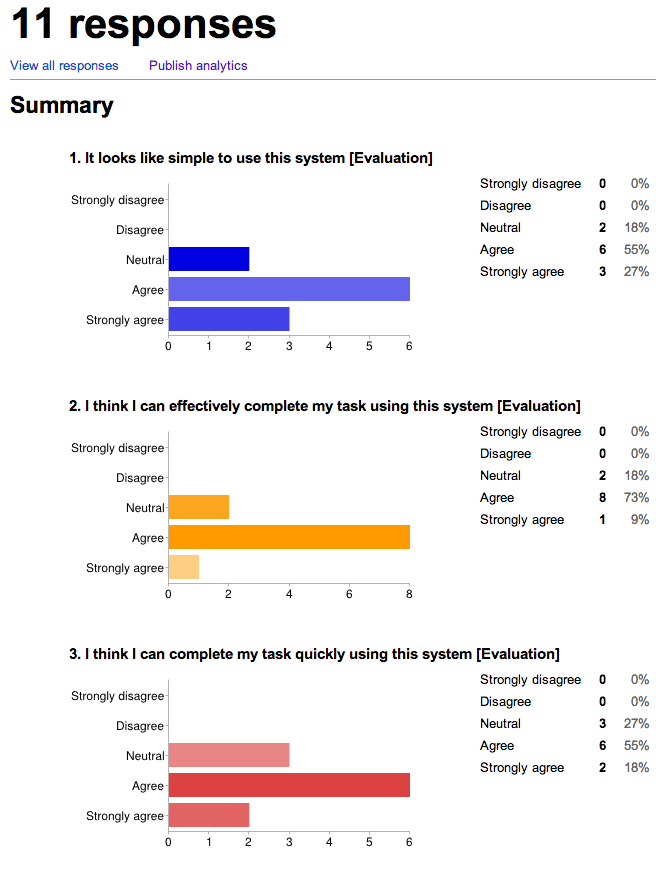 11 responses
View all responses Publish analytics
Summary
1. It looks like simple to use this system [Evaluation]
Strongly disagree
Disagree
Neutral
Agree
Strongly agree
0 1 2 3 4 5 6
Strongly disagree 0 0%
Disagree 0 0%
Neutral 2 18%
Agree 6 55%
Strongly agree 3 27%
2. I think I can effectively complete my task using this system [Evaluation]
Strongly disagree
Disagree
Neutral
Agree
Strongly agree
0 2 4 6 8
Strongly disagree 0 0%
Disagree 0 0%
Neutral 2 18%
Agree 8 73%
Strongly agree 1 9%
3. I think I can complete my task quickly using this system [Evaluation]
Strongly disagree
Disagree
Neutral
Agree
Strongly agree
0 1 2 3 4 5 6
Strongly disagree 0 0%
Disagree 0 0%
Neutral 3 27%
Agree 6 55%
Strongly agree 2 18%